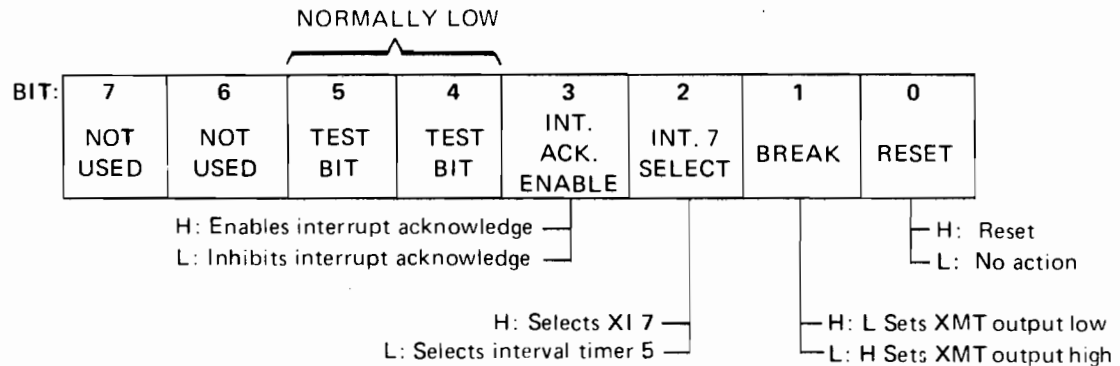 NORMALLY LOW
BIT: 7 6 5 4 3 2 1 0
NOT USED
NOT USED
TEST BIT
TEST BIT
INT. ACK. ENABLE
INT. 7 SELECT
BREAK
RESET
H: Enables interrupt acknowledge
L: Inhibits interrupt acknowledge
H: Reset
L: No action
H: Selects XI 7
L: Selects interval timer 5
H: L Sets XMT output low
L: H Sets XMT output high